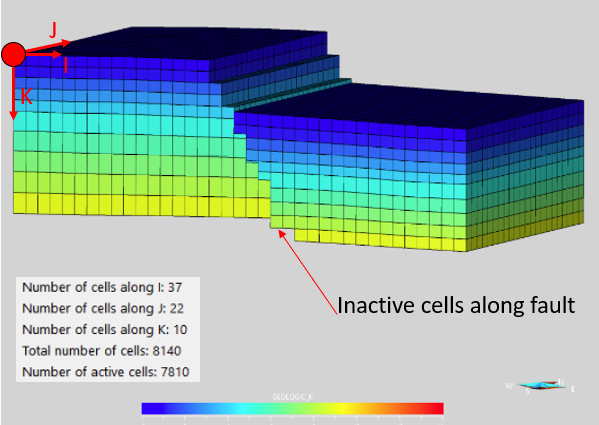 J
I
K
Number of cells along I: 37
Number of cells along J: 22
Number of cells along K: 10
Total number of cells: 8140
Number of active cells: 7810
Inactive cells along fault
W
N
S
E
GEOLOGIC_K